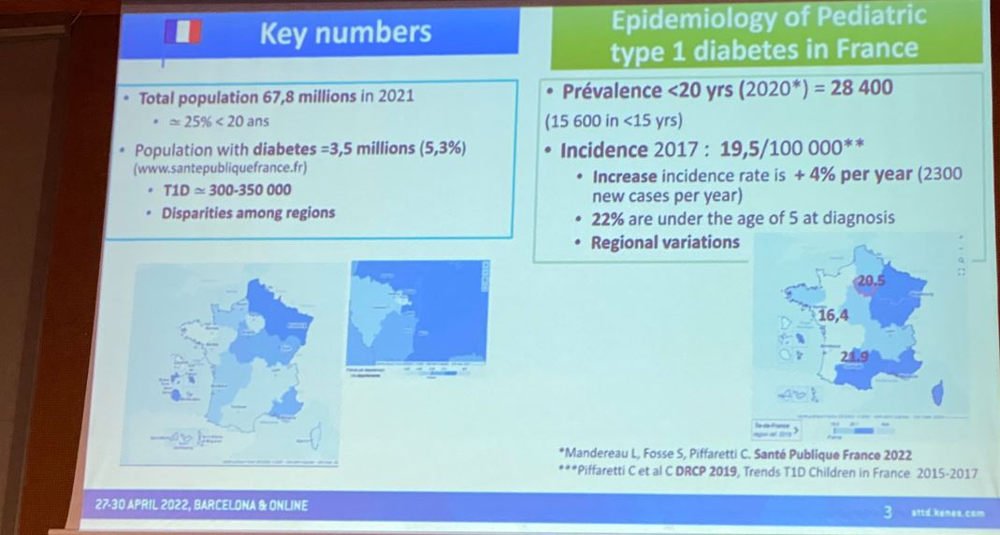 Key numbers
• Total population 67,8 millions in 2021
• ≃ 25% < 20 ans
• Population with diabetes =3,5 millions (5,3%)
(www.santepubliquefrance.fr)
• T1D ≃ 300-350 000
• Disparities among regions
Epidemiology of Pediatric
type 1 diabetes in France
• Prévalence <20 yrs (2020*) = 28 400
(15 600 in <15 yrs)
• Incidence 2017 : 19,5/100 000**
• Increase incidence rate is + 4% per year (2300
new cases per year)
• 22% are under the age of 5 at diagnosis
• Regional variations
20,5
16,4
21,9
Île-de-France
*Mandereau L, Fosse S, Piffaretti C. Santé Publique France 2022
***Piffaretti C et al C DRCP 2019, Trends T1D Children in France 2015-2017
27-30 APRIL 2022, BARCELONA & ONLINE
3
attd.kenes.com